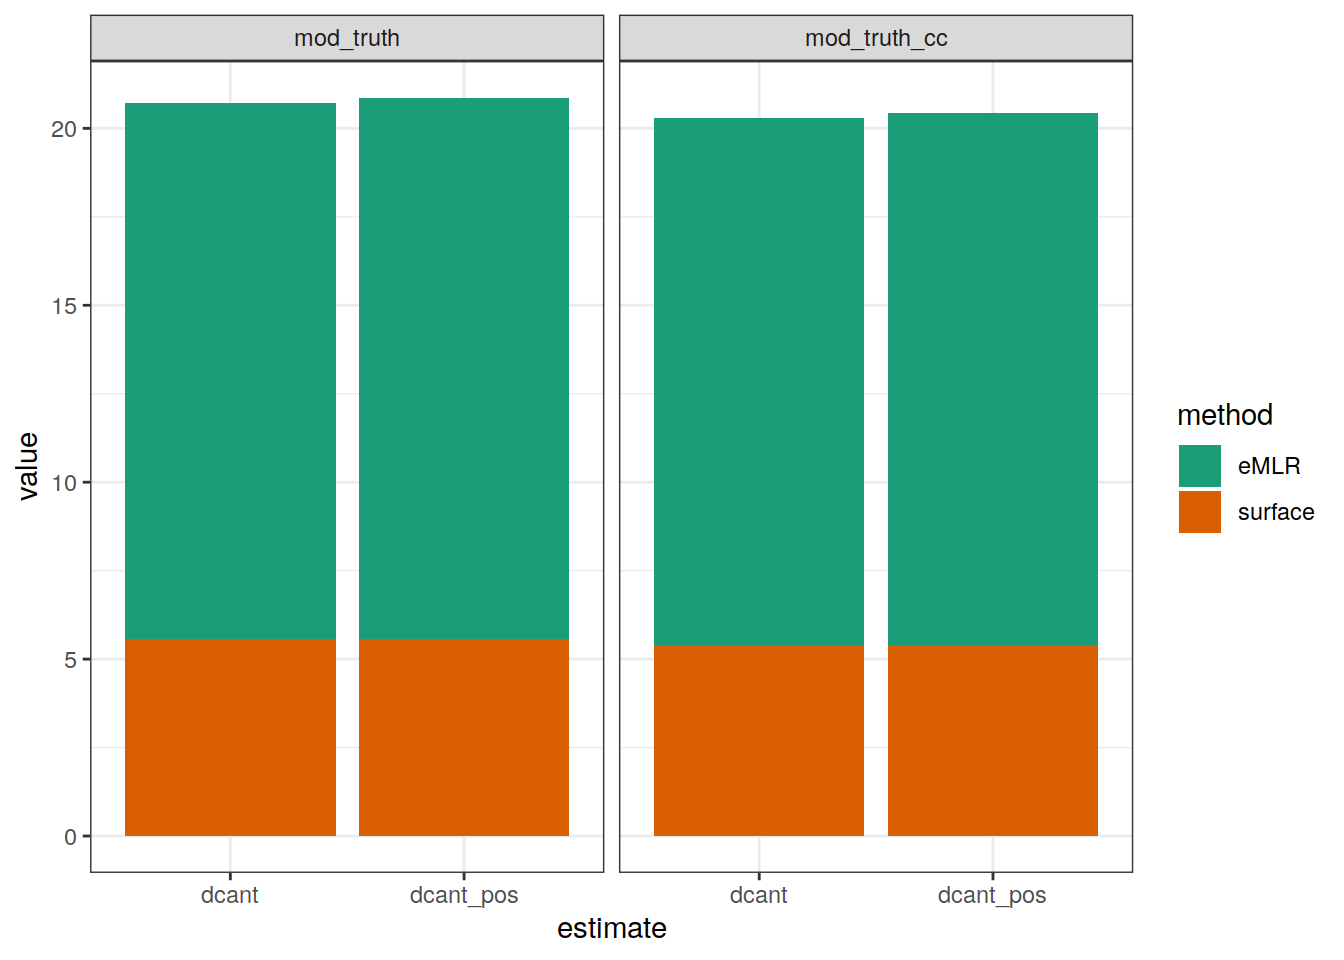 mod_truth
mod_truth_cc
20
15
10
5
0
value
dcant
dcant_pos
dcant
dcant_pos
estimate
method
eMLR
surface